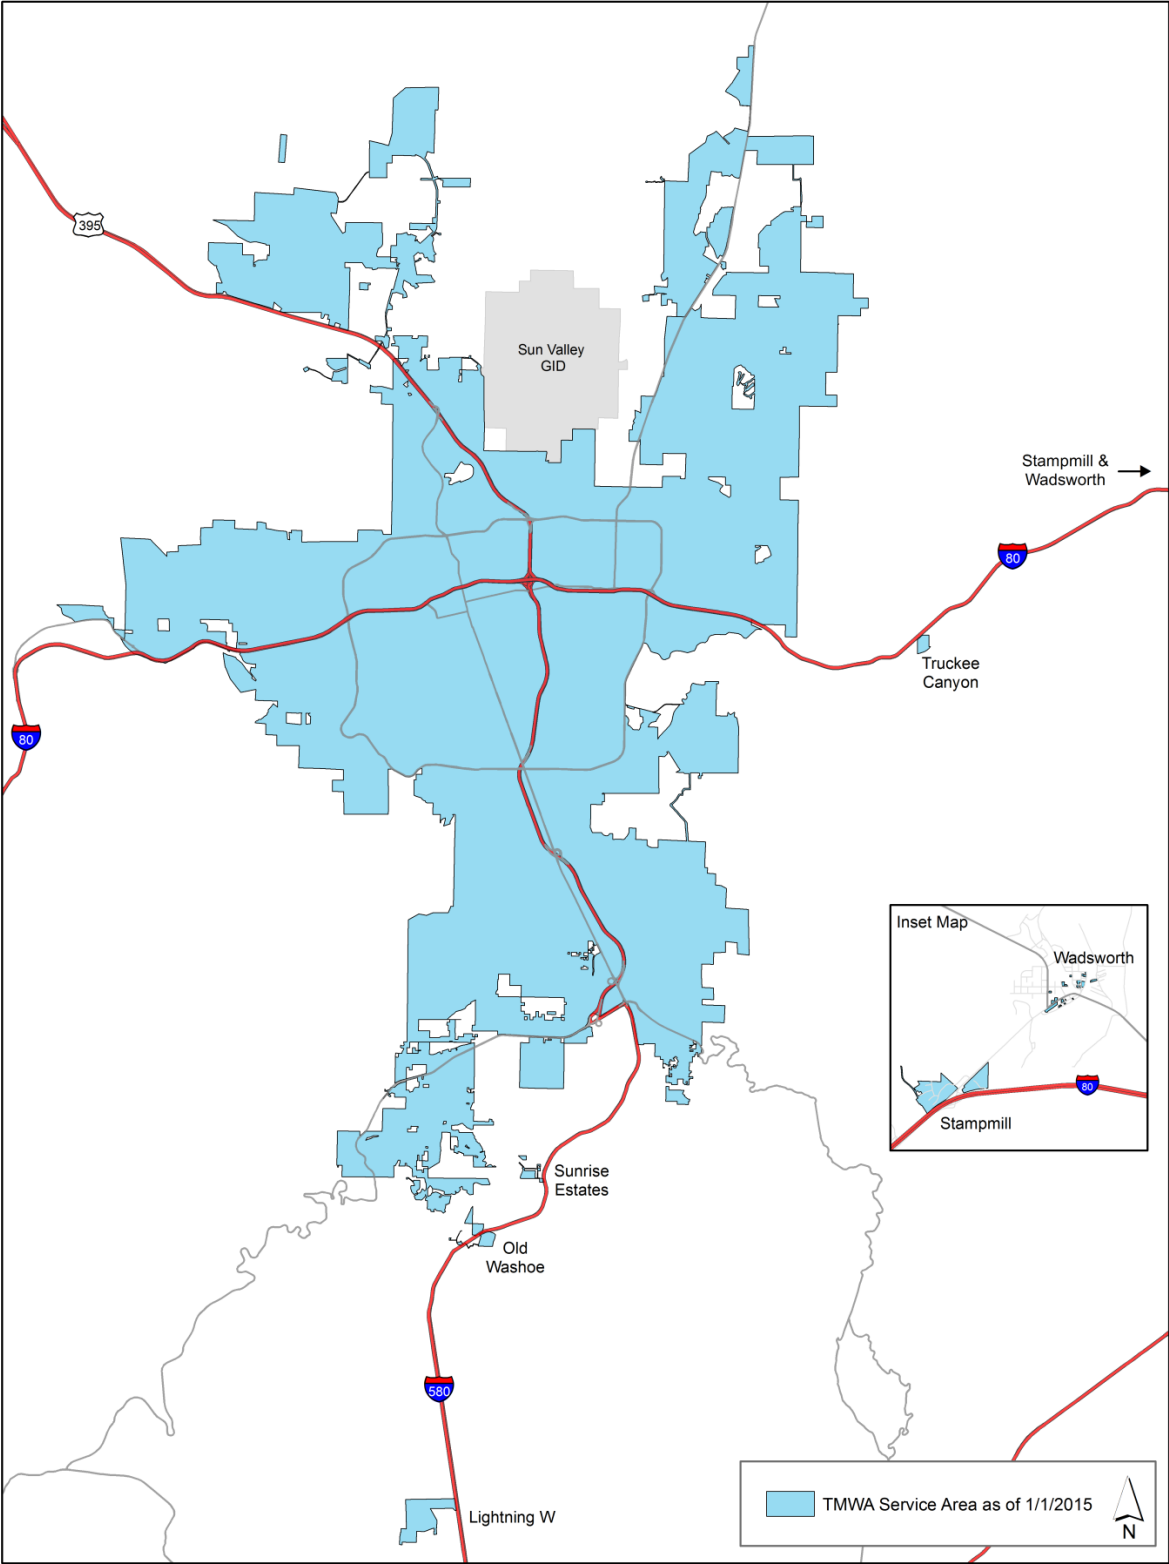 395
Sun Valley
GID
Stampmill &
Wadsworth
80
Truckee
Canyon
80
Inset Map
Wadsworth
80
Stampmill
Sunrise
Estates
Old
Washoe
580
Lightning W
TMWA Service Area as of 1/1/2015
N